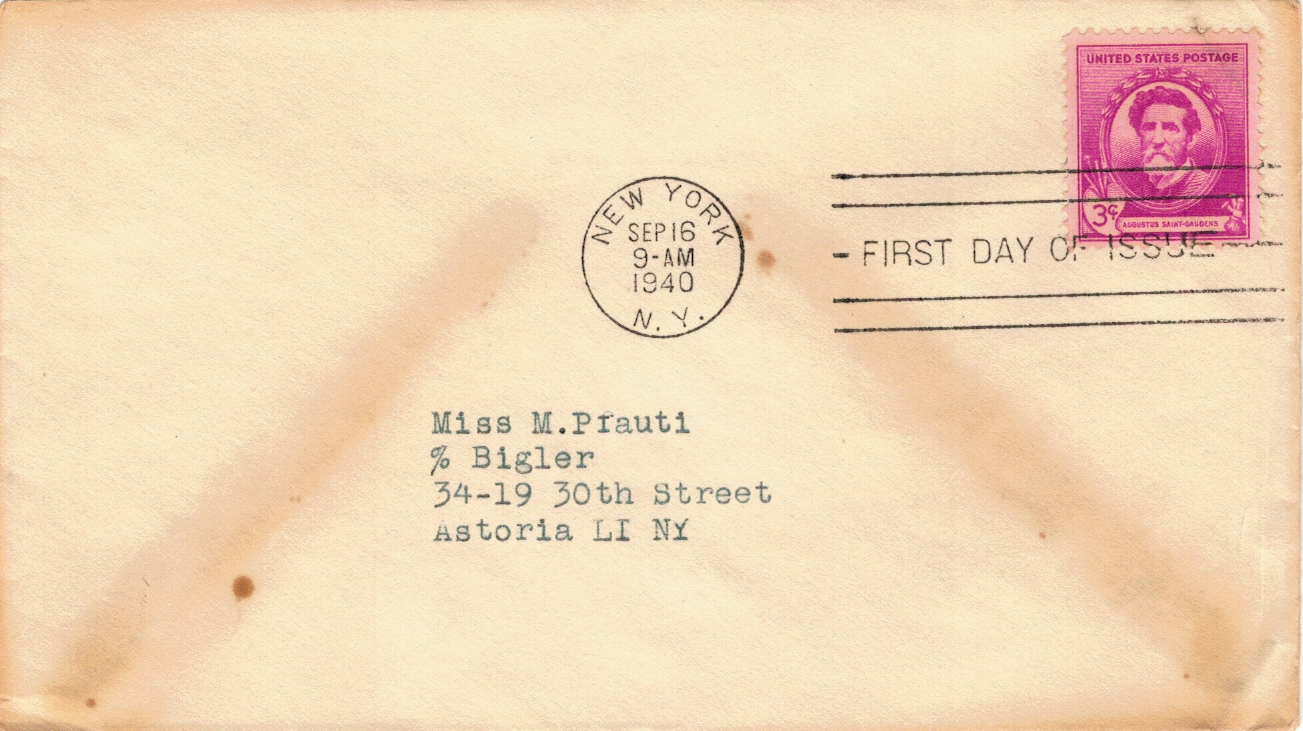 UNITED STATES POSTAGE
3¢
AUGUSTUS SAINT-GAUDENS
NEW YORK
SEP 16
9-AM
1940
N.Y.
FIRST DAY OF ISSUE
Miss M.Prauti
% Bigler
34-19 30th Street
Astoria LI NY